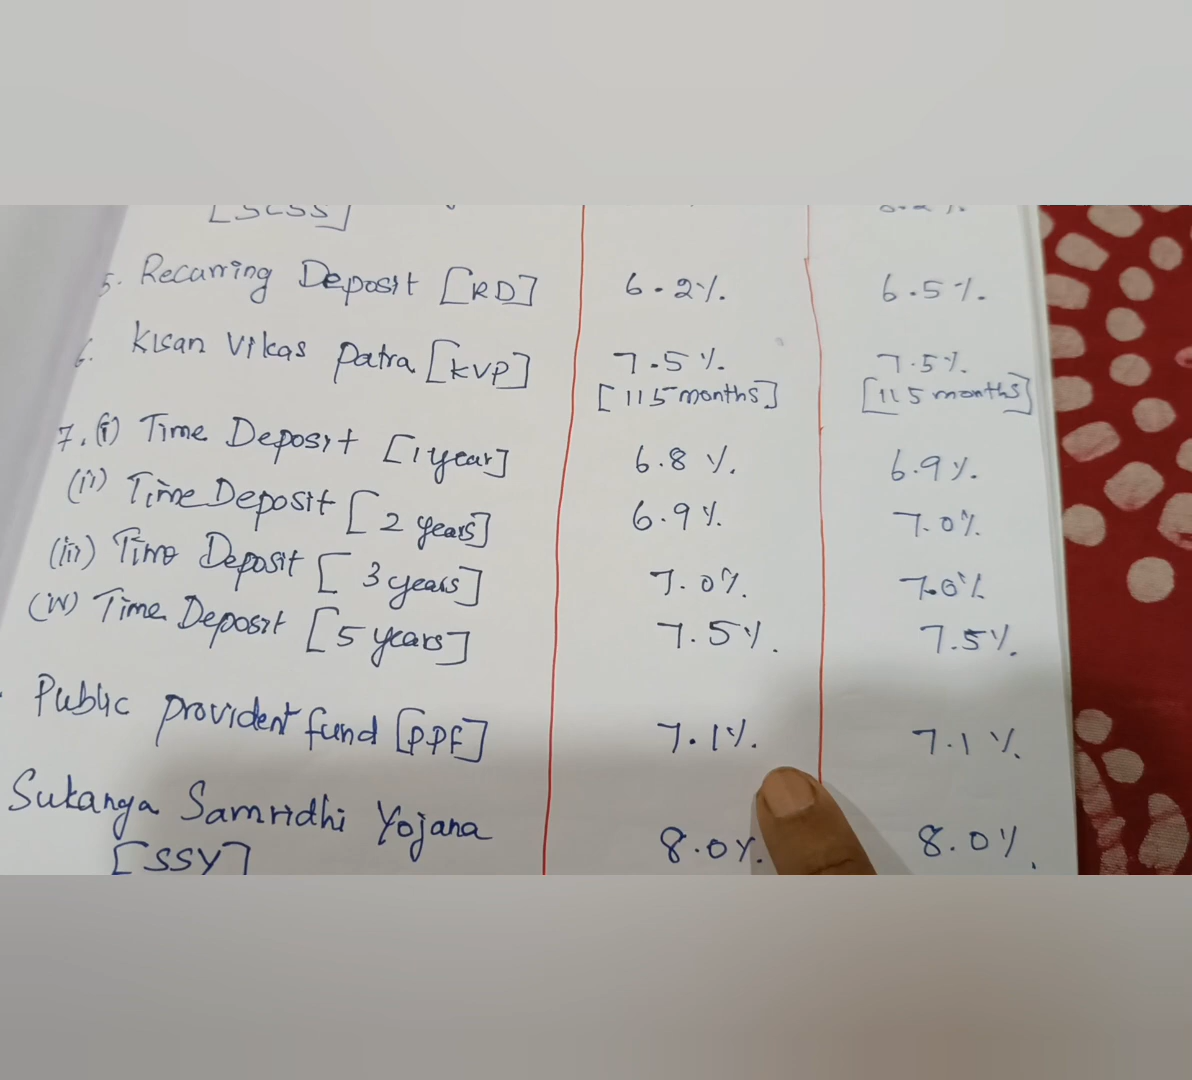 [SCSS]
5. Recurring Deposit [RD] 6.2% 6.5%
6. Kisan Vikas Patra [KVP] 7.5% 7.5%
[115 months] [115 months]
7. (i) Time Deposit [1 year] 6.8% 6.9%
(ii) Time Deposit [2 years] 6.9% 7.0%
(iii) Time Deposit [3 years] 7.0% 7.0%
(iv) Time Deposit [5 years] 7.5% 7.5%
Public provident fund [PPF] 7.1% 7.1%
Sukanya Samridhi Yojana 8.0% 8.0%
[SSY]